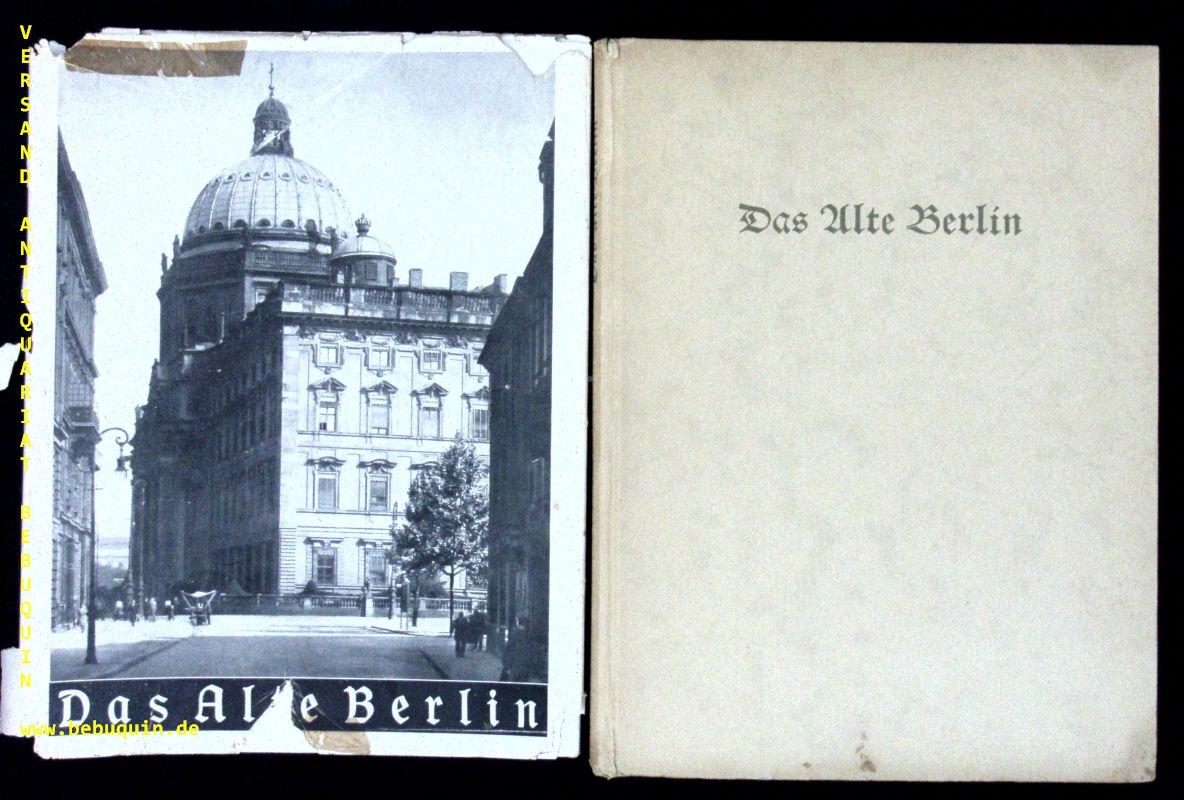 VERSAND ANTIQUARIAT BEBUQUIN
Das Alte Berlin
www.bebuquin.de
Das Alte Berlin